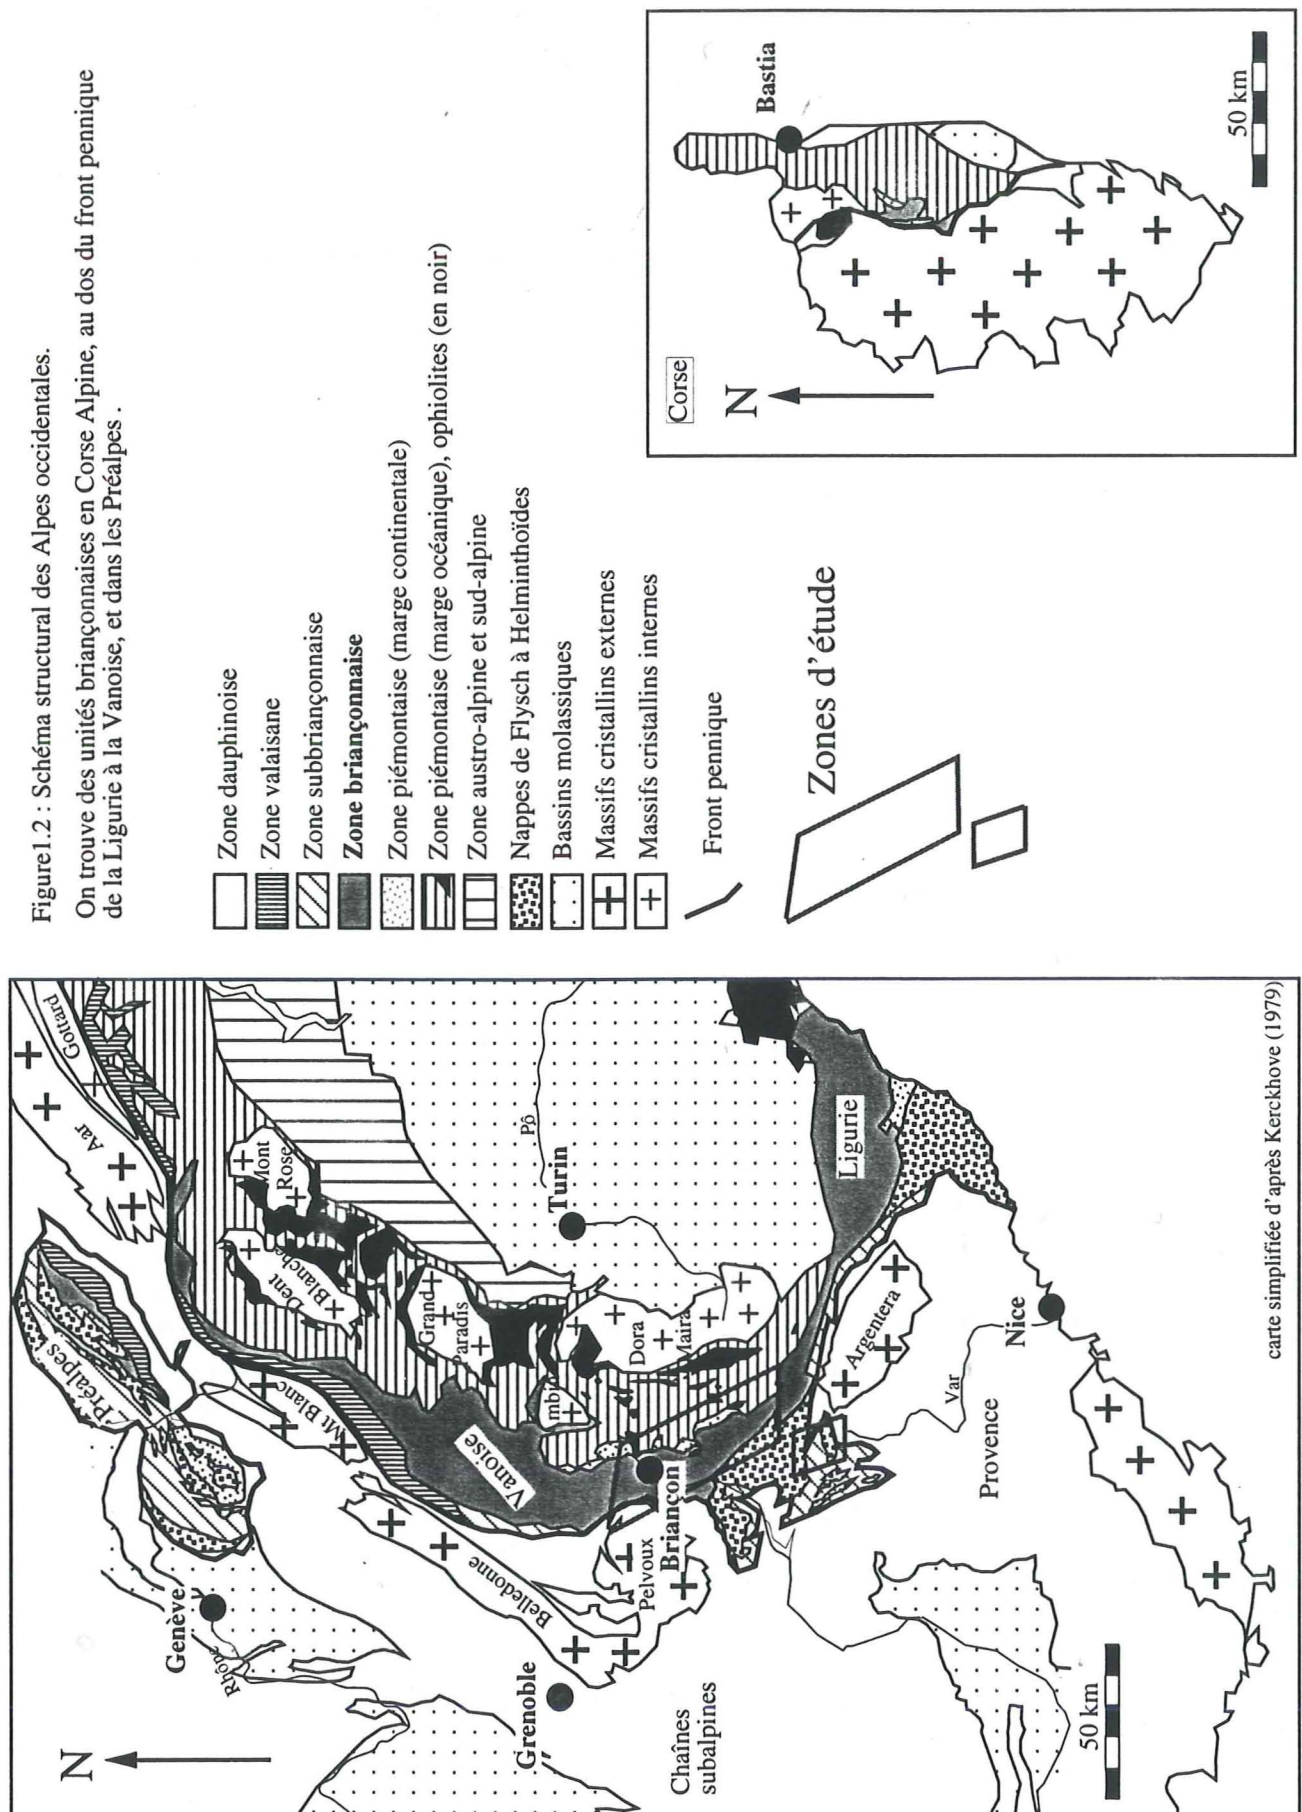 Figure1.2 : Schéma structural des Alpes occidentales.
On trouve des unités briançonnaises en Corse Alpine, au dos du front pennique
de la Ligurie à la Vanoise, et dans les Préalpes .
Zone dauphinoise
Zone valaisane
Zone subbriançonnaise
Zone briançonnaise
Zone piémontaise (marge continentale)
Zone piémontaise (marge océanique), ophiolites (en noir)
Zone austro-alpine et sud-alpine
Nappes de Flysch à Helminthoïdes
Bassins molassiques
Massifs cristallins externes
Massifs cristallins internes
Front pennique
Zones d'étude
Corse
N
Bastia
50 km
N
Genève
Rhône
Préalpes
Aar
Gottard
Mt Blanc
Dent
Blanche
Mont
Rose
Grand
Paradis
Vanoise
Belledonne
Grenoble
Chaînes
subalpines
Pelvoux
Briançon
mbin
Dora
Maira
Turin
Pô
Ligurie
Argentera
Var
Nice
Provence
50 km
carte simplifiée d'après Kerckhove (1979)